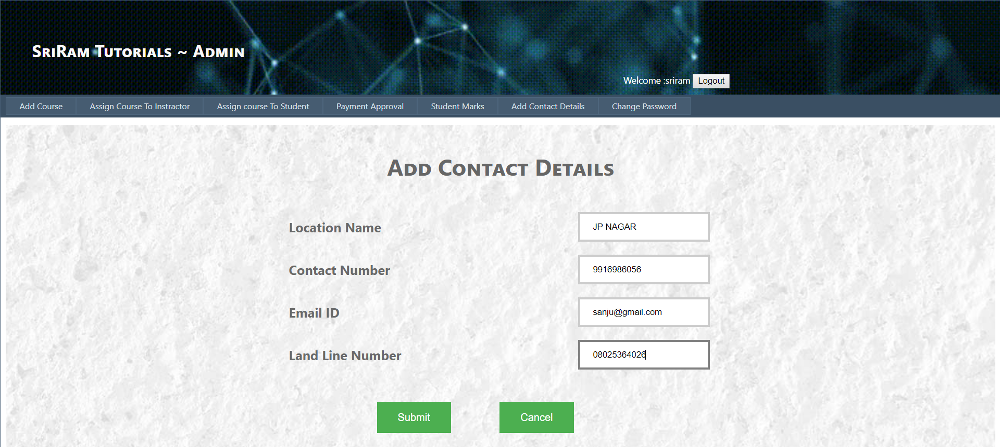 SriRam Tutorials ~ Admin
Welcome :sriram Logout
Add Course Assign Course To Instructor Assign course To Student Payment Approval Student Marks Add Contact Details Change Password
Add Contact Details
Location Name JP NAGAR
Contact Number 9916986056
Email ID sanju@gmail.com
Land Line Number 08025364026
Submit Cancel